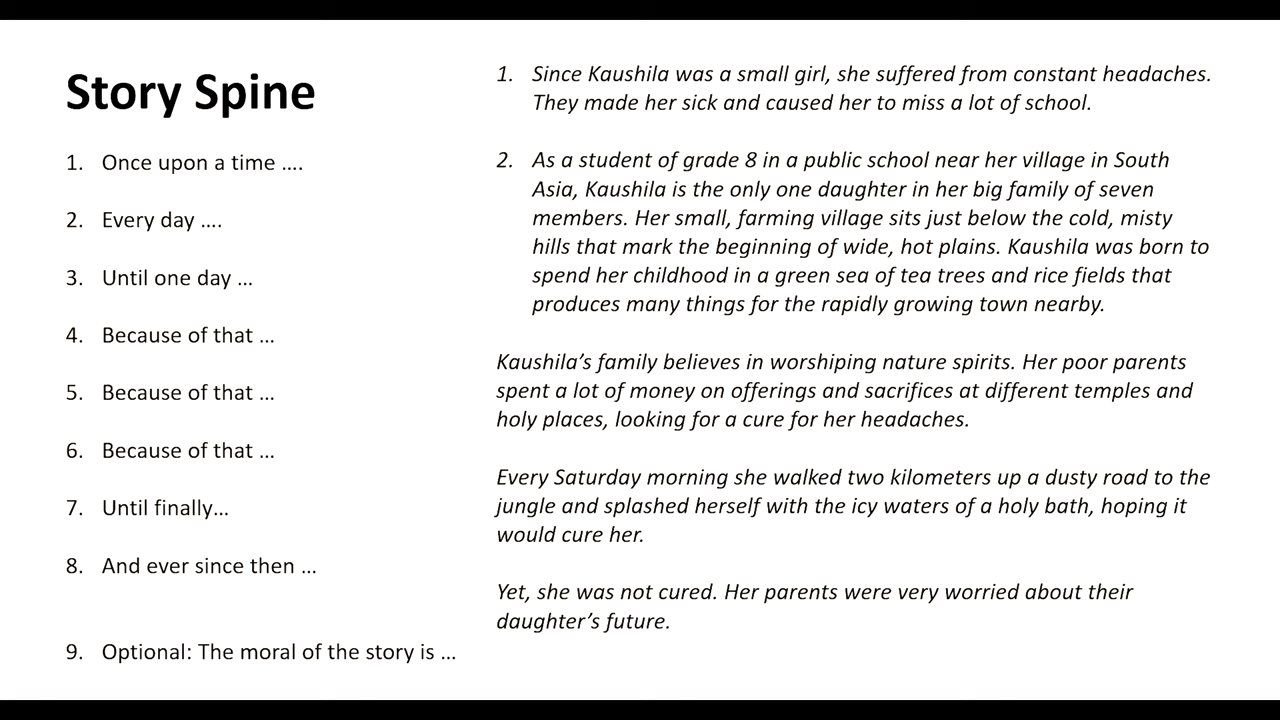 Story Spine
1. Once upon a time ....
2. Every day ....
3. Until one day ...
4. Because of that ...
5. Because of that ...
6. Because of that ...
7. Until finally...
8. And ever since then ...
9. Optional: The moral of the story is ...
1. Since Kaushila was a small girl, she suffered from constant headaches.
They made her sick and caused her to miss a lot of school.
2. As a student of grade 8 in a public school near her village in South
Asia, Kaushila is the only one daughter in her big family of seven
members. Her small, farming village sits just below the cold, misty
hills that mark the beginning of wide, hot plains. Kaushila was born to
spend her childhood in a green sea of tea trees and rice fields that
produces many things for the rapidly growing town nearby.
Kaushila’s family believes in worshiping nature spirits. Her poor parents
spent a lot of money on offerings and sacrifices at different temples and
holy places, looking for a cure for her headaches.
Every Saturday morning she walked two kilometers up a dusty road to the
jungle and splashed herself with the icy waters of a holy bath, hoping it
would cure her.
Yet, she was not cured. Her parents were very worried about their
daughter’s future.